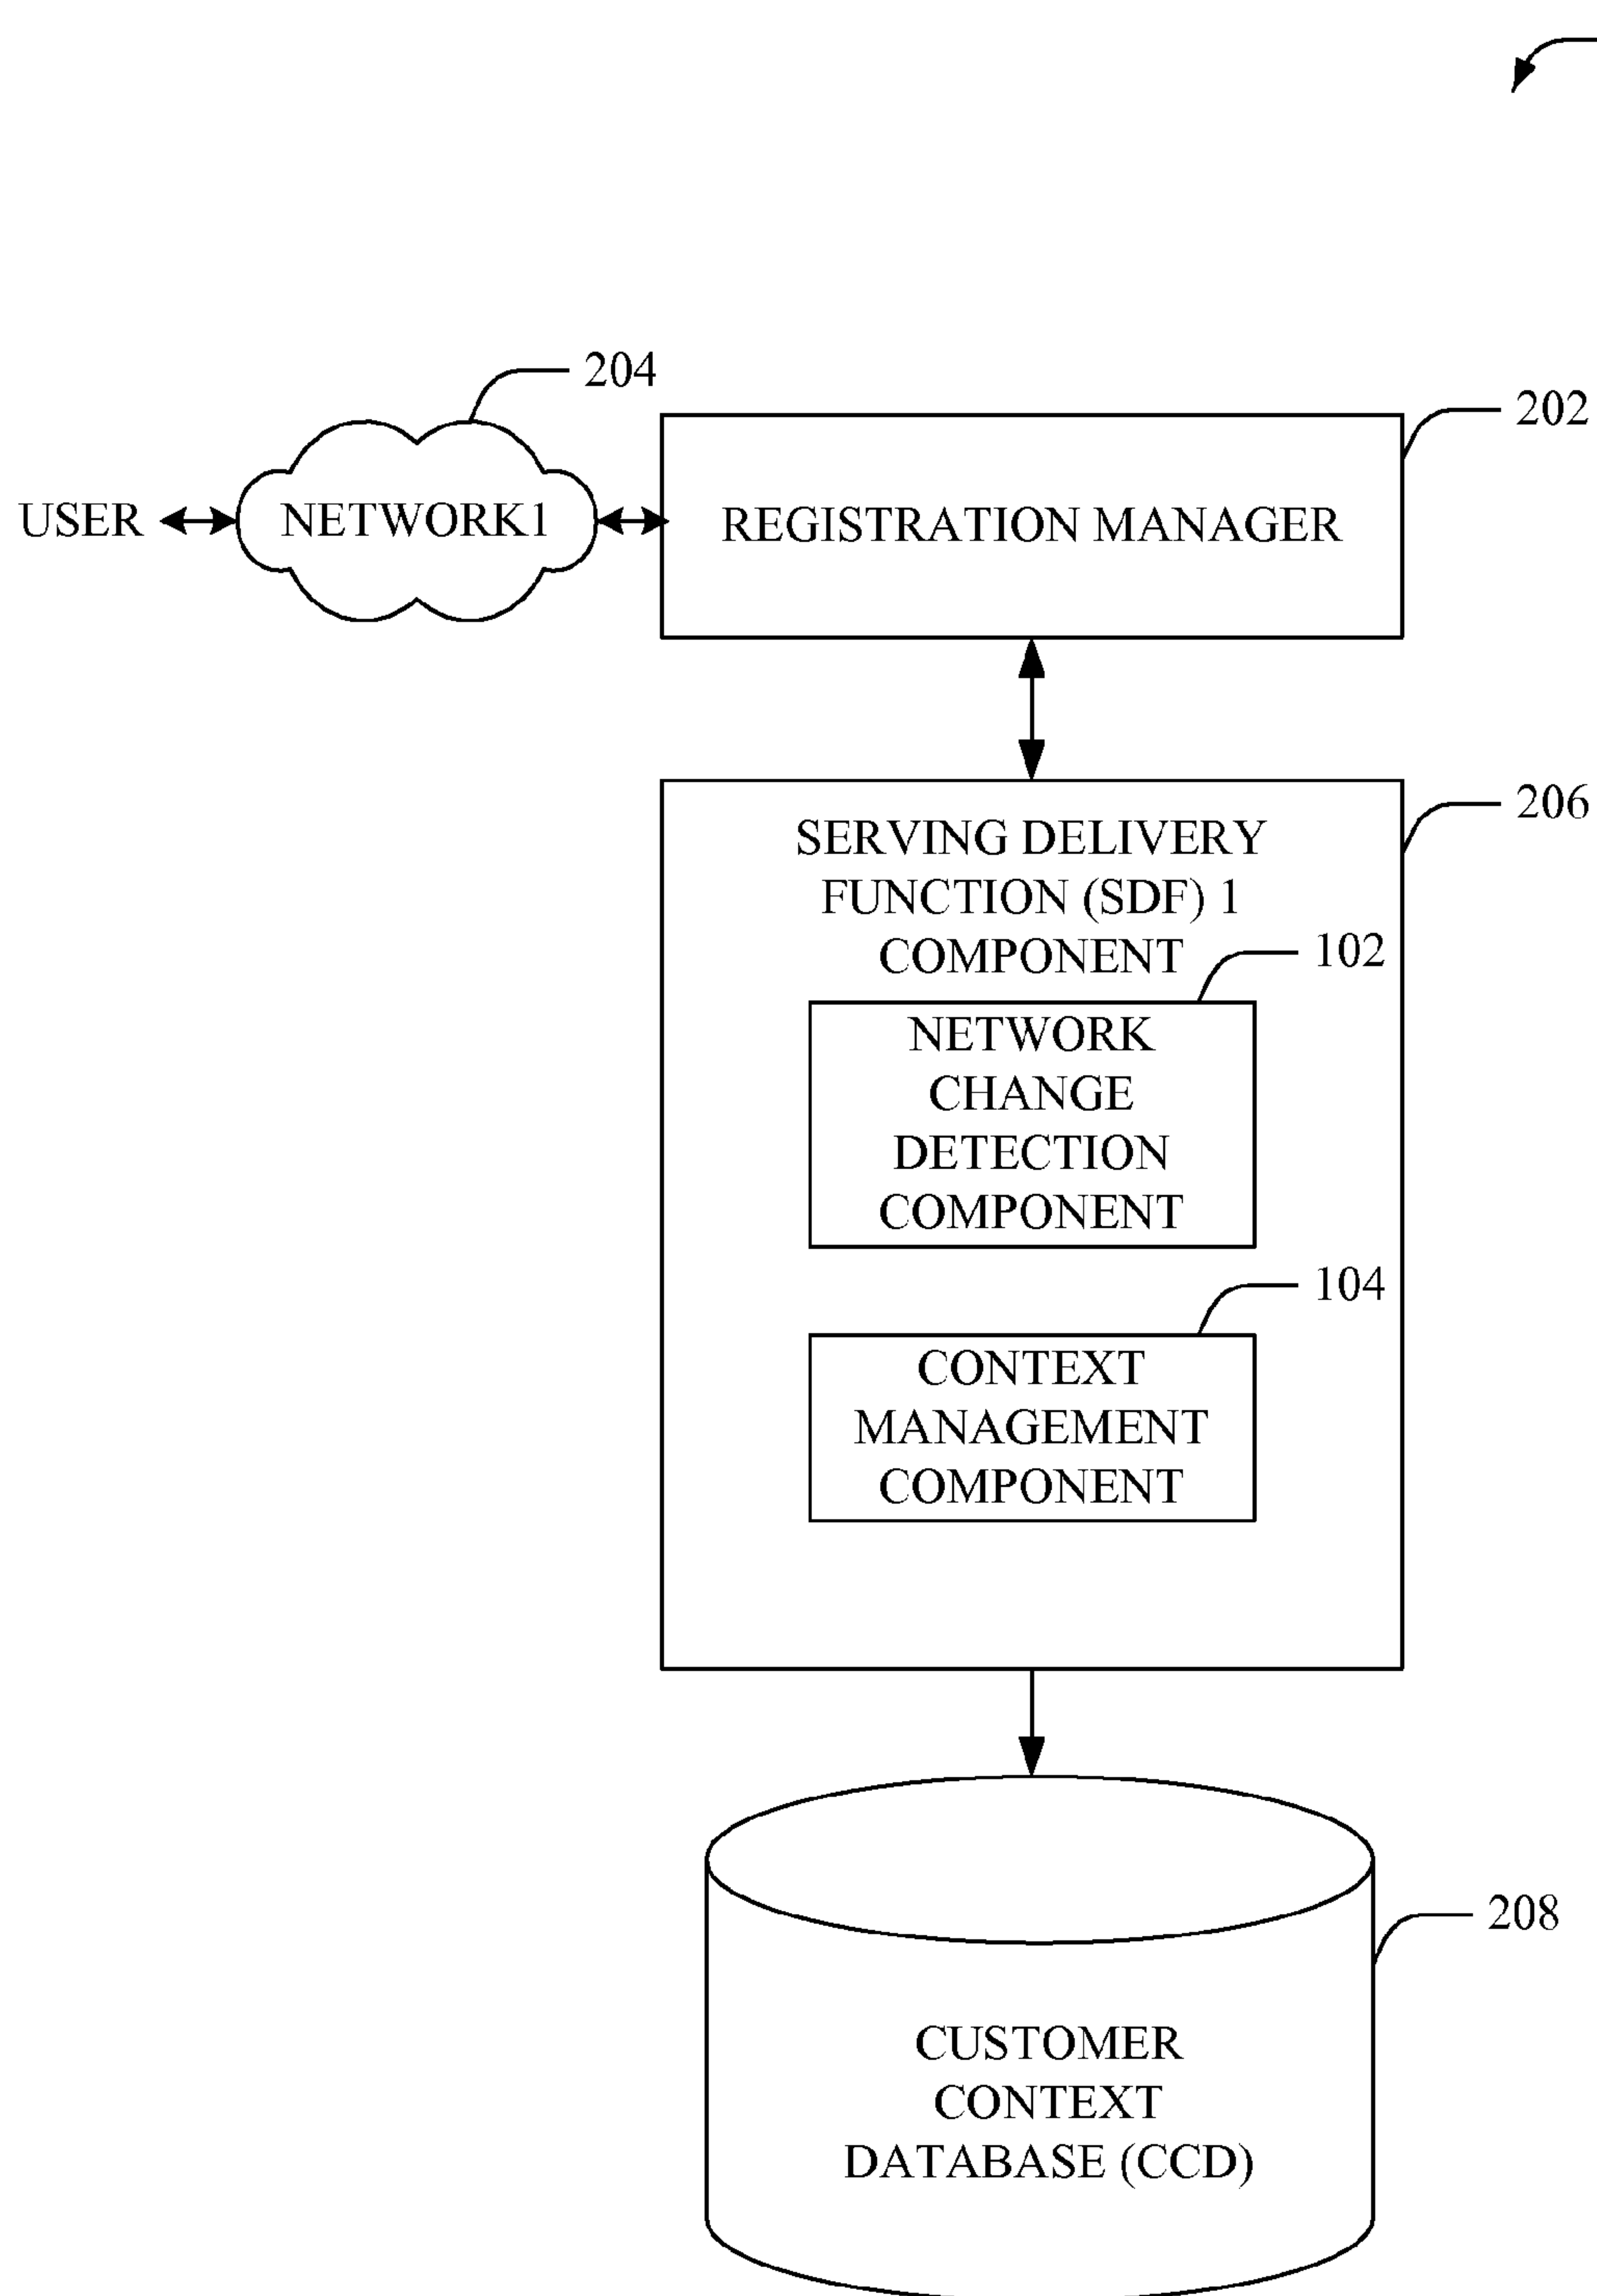 204
202
USER
NETWORK1
REGISTRATION MANAGER
206
SERVING DELIVERY
FUNCTION (SDF) 1
COMPONENT
102
NETWORK
CHANGE
DETECTION
COMPONENT
104
CONTEXT
MANAGEMENT
COMPONENT
208
CUSTOMER
CONTEXT
DATABASE (CCD)